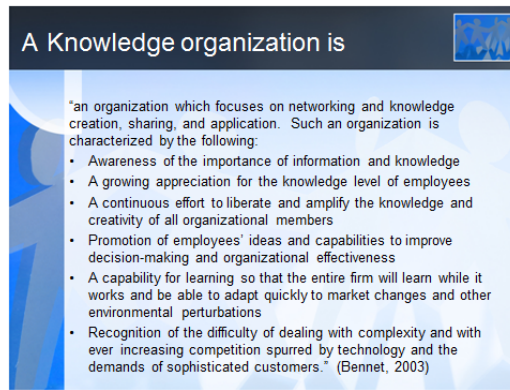 A Knowledge organization is
“an organization which focuses on networking and knowledge
creation, sharing, and application.  Such an organization is
characterized by the following:
• Awareness of the importance of information and knowledge
• A growing appreciation for the knowledge level of employees
• A continuous effort to liberate and amplify the knowledge and
creativity of all organizational members
• Promotion of employees’ ideas and capabilities to improve
decision-making and organizational effectiveness
• A capability for learning so that the entire firm will learn while it
works and be able to adapt quickly to market changes and other
environmental perturbations
• Recognition of the difficulty of dealing with complexity and with
ever increasing competition spurred by technology and the
demands of sophisticated customers.”  (Bennet, 2003)